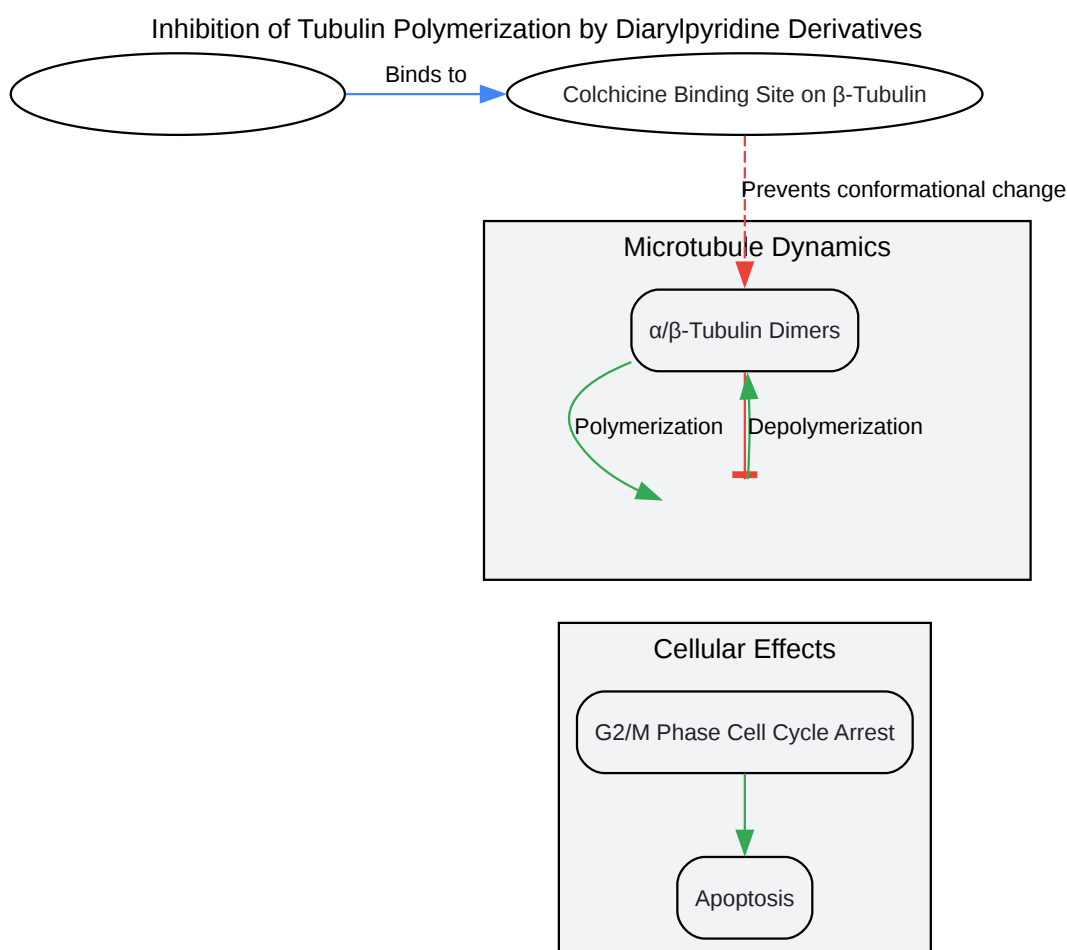 Inhibition of Tubulin Polymerization by Diarylpyridine Derivatives
Binds to
Colchicine Binding Site on β-Tubulin
Prevents conformational change
Microtubule Dynamics
α/β-Tubulin Dimers
Polymerization
Depolymerization
Cellular Effects
G2/M Phase Cell Cycle Arrest
Apoptosis